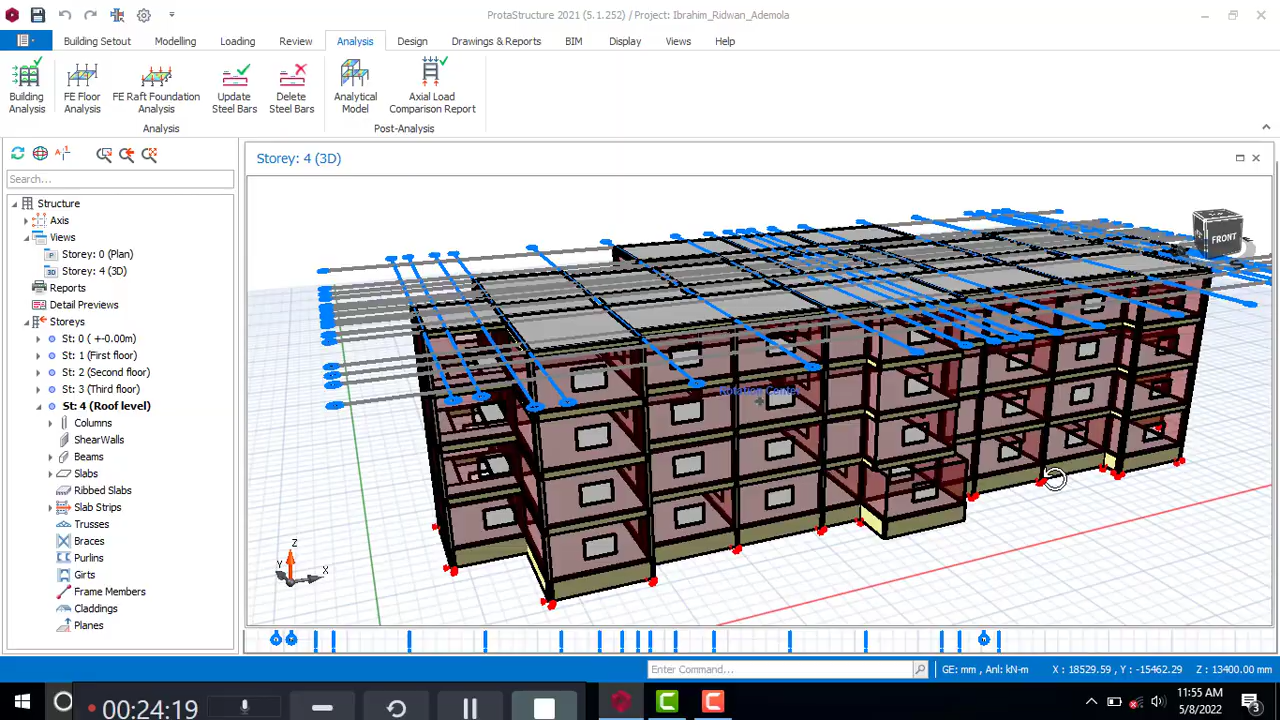 ProtaStructure 2021 (5.1.252) / Project: Ibrahim_Ridwan_Ademola
Building Setout Modelling Loading Review Analysis Design Drawings & Reports BIM Display Views Help
Building Analysis
FE Floor Analysis
FE Raft Foundation Analysis
Update Steel Bars
Delete Steel Bars
Analytical Model
Axial Load Comparison Report
Analysis
Post-Analysis
Search...
Structure
Axis
Views
Storey: 0 (Plan)
Storey: 4 (3D)
Reports
Detail Previews
Storeys
St: 0 ( +-0.00m)
St: 1 (First floor)
St: 2 (Second floor)
St: 3 (Third floor)
St: 4 (Roof level)
Columns
ShearWalls
Beams
Slabs
Ribbed Slabs
Slab Strips
Trusses
Braces
Purlins
Girts
Frame Members
Claddings
Planes
Storey: 4 (3D)
FRONT
Rotation Center
Z
Y
X
Enter Command...
GE: mm, Anl: kN-m
X : 18529.59, Y : -15462.29
Z : 13400.00 mm
00:24:19
11:55 AM
5/8/2022
3